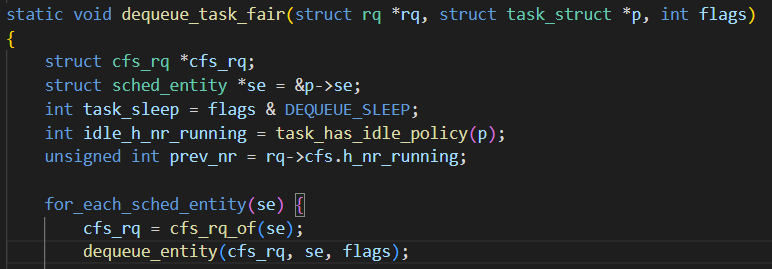 static void dequeue_task_fair(struct rq *rq, struct task_struct *p, int flags)
{
    struct cfs_rq *cfs_rq;
    struct sched_entity *se = &p->se;
    int task_sleep = flags & DEQUEUE_SLEEP;
    int idle_h_nr_running = task_has_idle_policy(p);
    unsigned int prev_nr = rq->cfs.h_nr_running;

    for_each_sched_entity(se) {
        cfs_rq = cfs_rq_of(se);
        dequeue_entity(cfs_rq, se, flags);